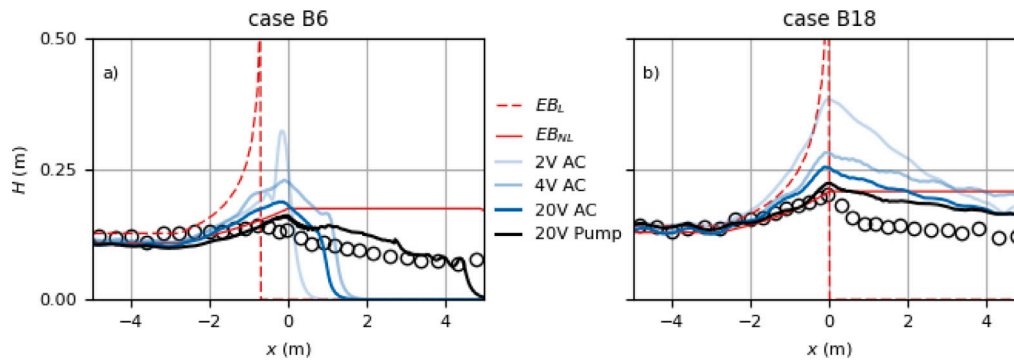 case B6
case B18
0.50
0.25
0.00
H (m)
a)
−4
−2
0
2
4
x (m)
EB_L
EB_NL
2V AC
4V AC
20V AC
20V Pump
b)
−4
−2
0
2
4
x (m)